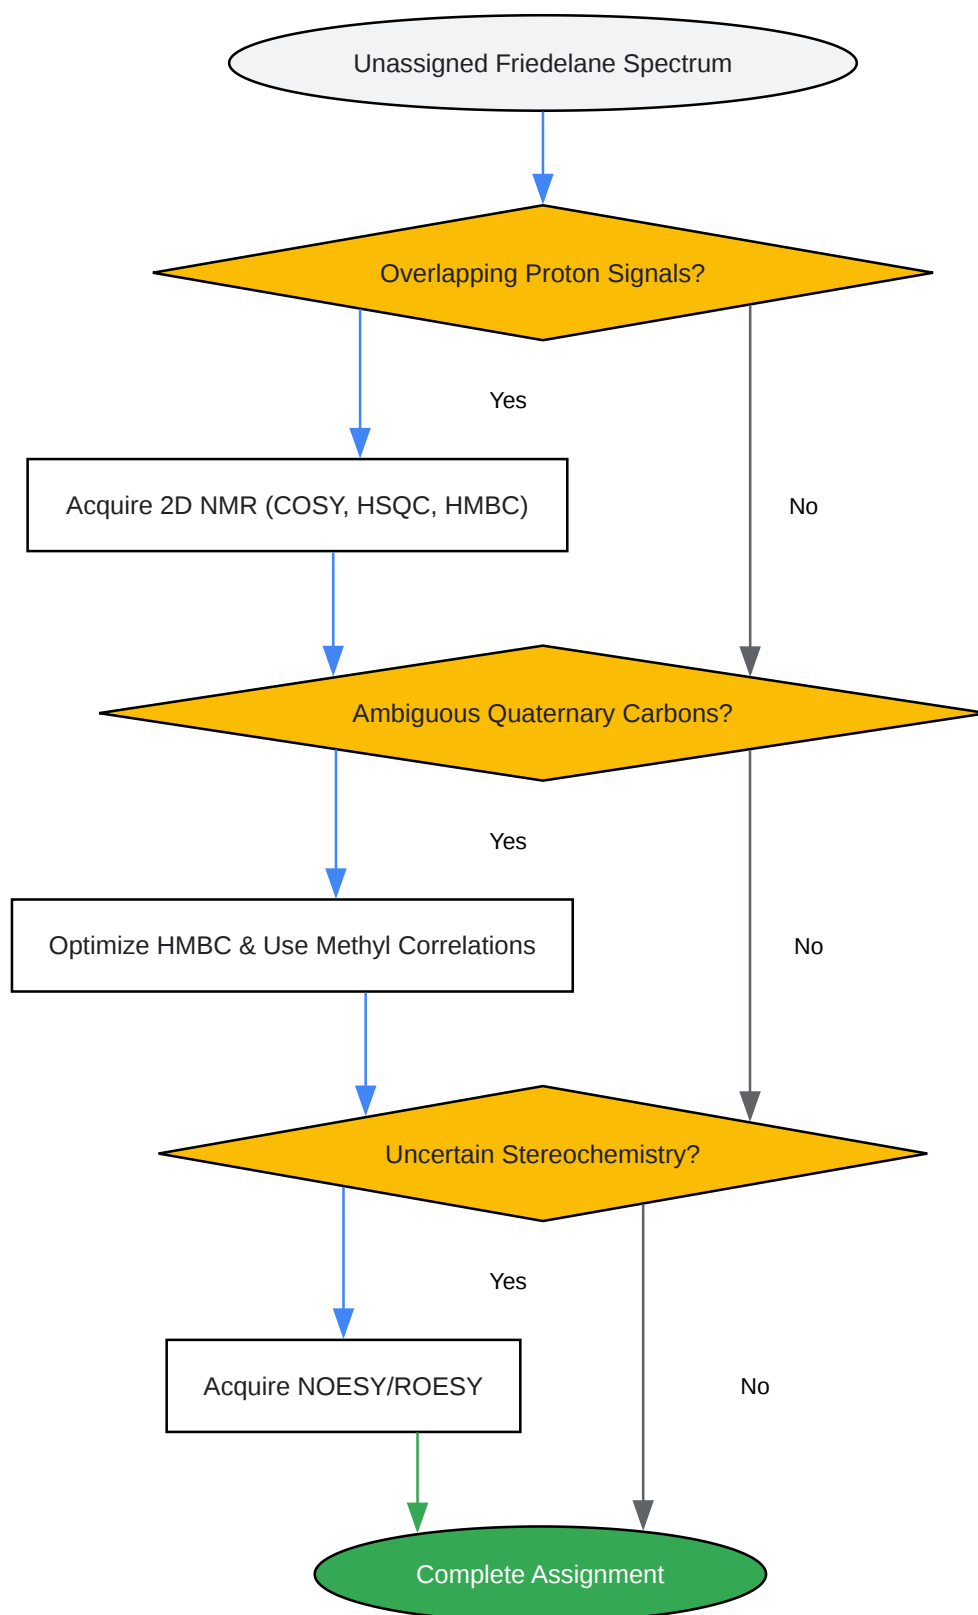 Unassigned Friedelane Spectrum
Overlapping Proton Signals?
Yes
Acquire 2D NMR (COSY, HSQC, HMBC)
No
Ambiguous Quaternary Carbons?
Yes
Optimize HMBC & Use Methyl Correlations
No
Uncertain Stereochemistry?
Yes
Acquire NOESY/ROESY
No
Complete Assignment